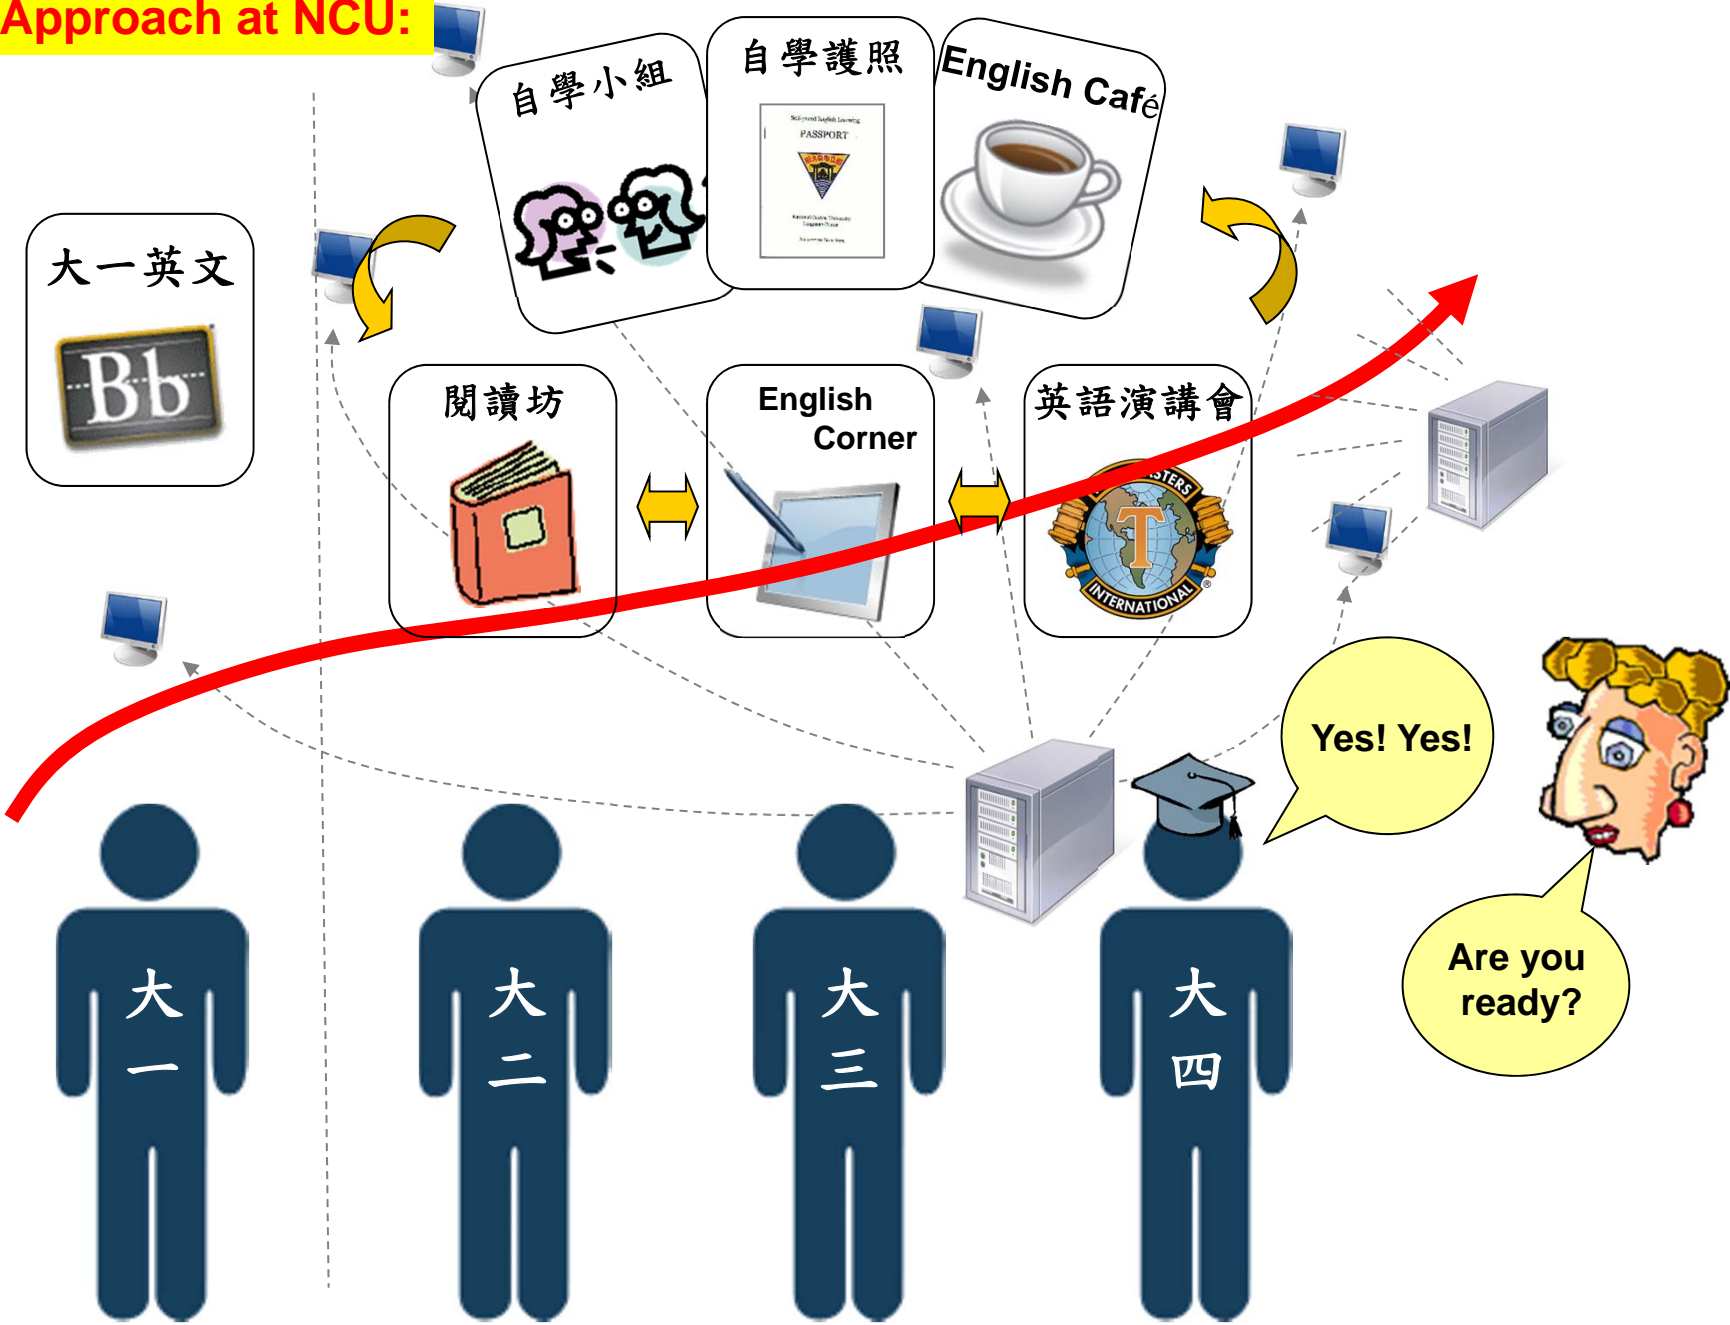 Approach at NCU:
自學小組
自學護照
English Café
PASSPORT
大一英文
Bb
閱讀坊
English
Corner
英語演講會
T
INTERNATIONAL
Yes! Yes!
Are you
ready?
大
一
大
二
大
三
大
四